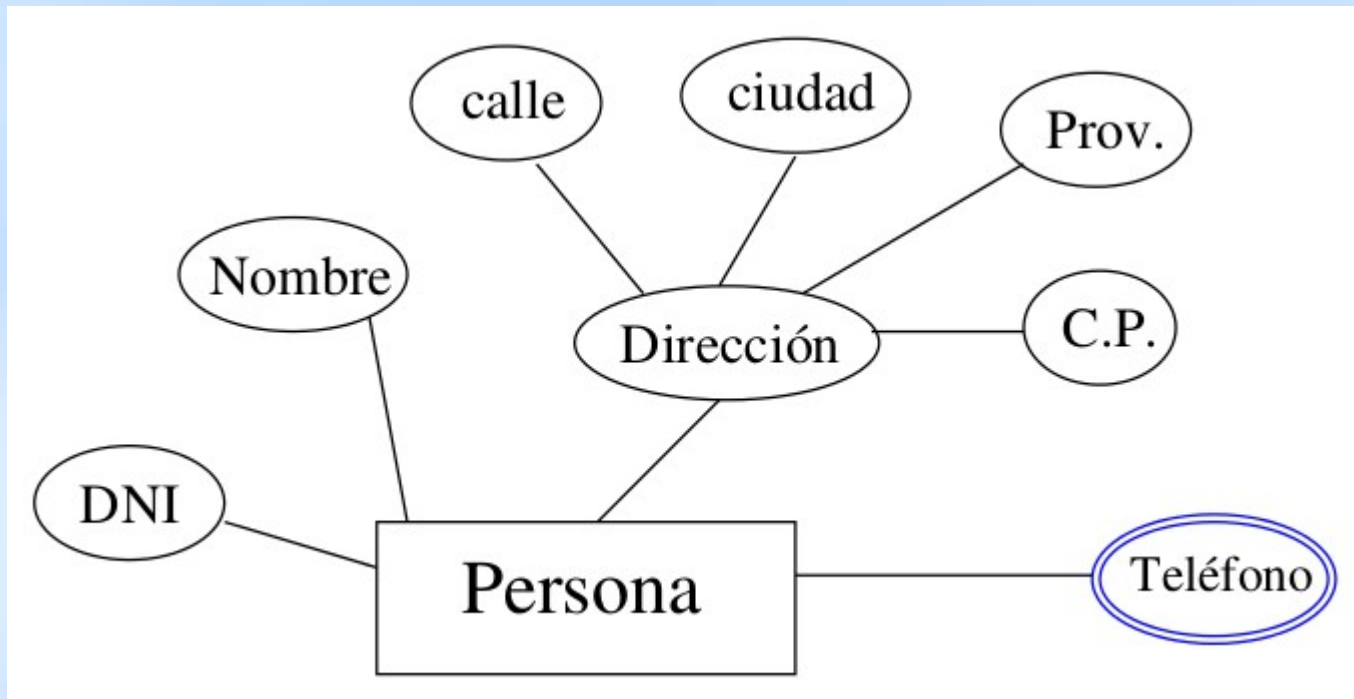 calle
ciudad
Prov.
Nombre
Dirección
C.P.
DNI
Persona
Teléfono